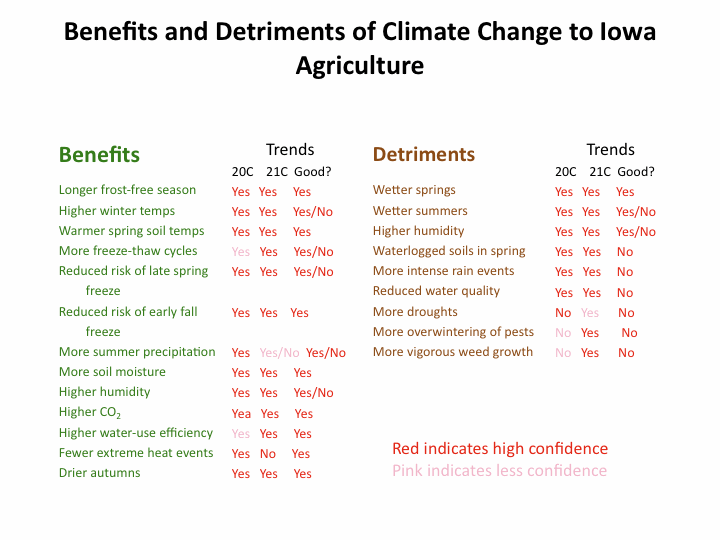 Benefits and Detriments of Climate Change to Iowa
Agriculture
Benefits
Trends
20C 21C Good?
Longer frost-free season Yes Yes Yes
Higher winter temps Yes Yes Yes/No
Warmer spring soil temps Yes Yes Yes
More freeze-thaw cycles Yes Yes Yes/No
Reduced risk of late spring Yes Yes Yes/No
freeze
Reduced risk of early fall Yes Yes Yes
freeze
More summer precipitation Yes Yes/No Yes/No
More soil moisture Yes Yes Yes
Higher humidity Yes Yes Yes/No
Higher CO₂ Yea Yes Yes
Higher water-use efficiency Yes Yes Yes
Fewer extreme heat events Yes No Yes
Drier autumns Yes Yes Yes
Detriments
Trends
20C 21C Good?
Wetter springs Yes Yes Yes
Wetter summers Yes Yes Yes/No
Higher humidity Yes Yes Yes/No
Waterlogged soils in spring Yes Yes No
More intense rain events Yes Yes No
Reduced water quality Yes Yes No
More droughts No Yes No
More overwintering of pests No Yes No
More vigorous weed growth No Yes No
Red indicates high confidence
Pink indicates less confidence